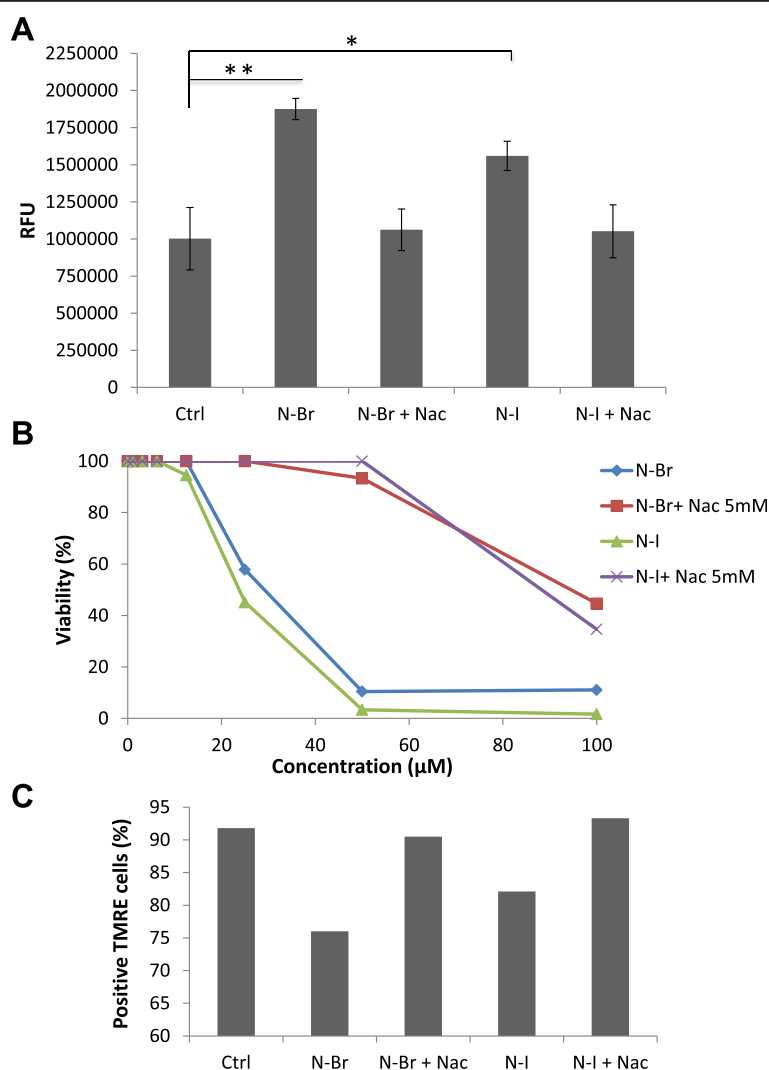 A
*
**
2250000
2000000
1750000
1500000
1250000
1000000
750000
500000
250000
0
RFU
Ctrl N-Br N-Br + Nac N-I N-I + Nac
B
100
80
60
40
20
0
Viability (%)
N-Br
N-Br+ Nac 5mM
N-I
N-I+ Nac 5mM
0 20 40 60 80 100
Concentration (μM)
C
95
90
85
80
75
70
65
60
Positive TMRE cells (%)
Ctrl N-Br N-Br + Nac N-I N-I + Nac